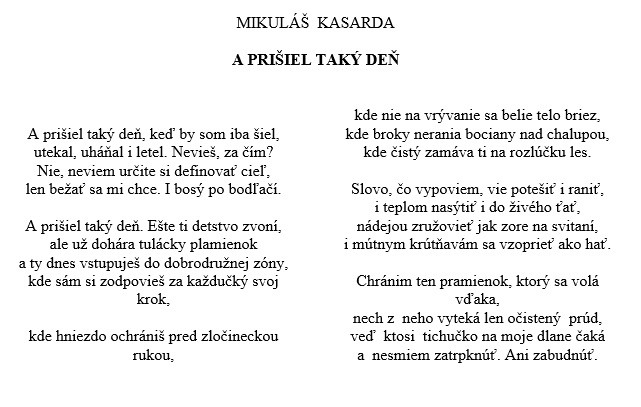 MIKULÁŠ  KASARDA
A PRIŠIEL TAKÝ DEŇ
A prišiel taký deň, keď by som iba šiel,
utekal, uháňal i letel. Nevieš, za čím?
Nie, neviem určite si definovať cieľ,
len bežať sa mi chce. I bosý po bodľačí.
A prišiel taký deň. Ešte ti detstvo zvoní,
ale už dohára tulácky plamienok
a ty dnes vstupuješ do dobrodružnej zóny,
kde sám si zodpovieš za každučký svoj
krok,
kde hniezdo ochrániš pred zločineckou
rukou,
kde nie na vrývanie sa belie telo briez,
kde broky nerania bociany nad chalupou,
kde čistý zamáva ti na rozlúčku les.
Slovo, čo vypoviem, vie potešiť i raniť,
i teplom nasýtiť i do živého ťať,
nádejou zružovieť jak zore na svitaní,
i mútnym krútňavám sa vzoprieť ako hať.
Chránim ten pramienok, ktorý sa volá
vďaka,
nech z  neho vyteká len očistený  prúd,
veď  ktosi  tichučko na moje dlane čaká
a  nesmiem zatrpknúť. Ani zabudnúť.